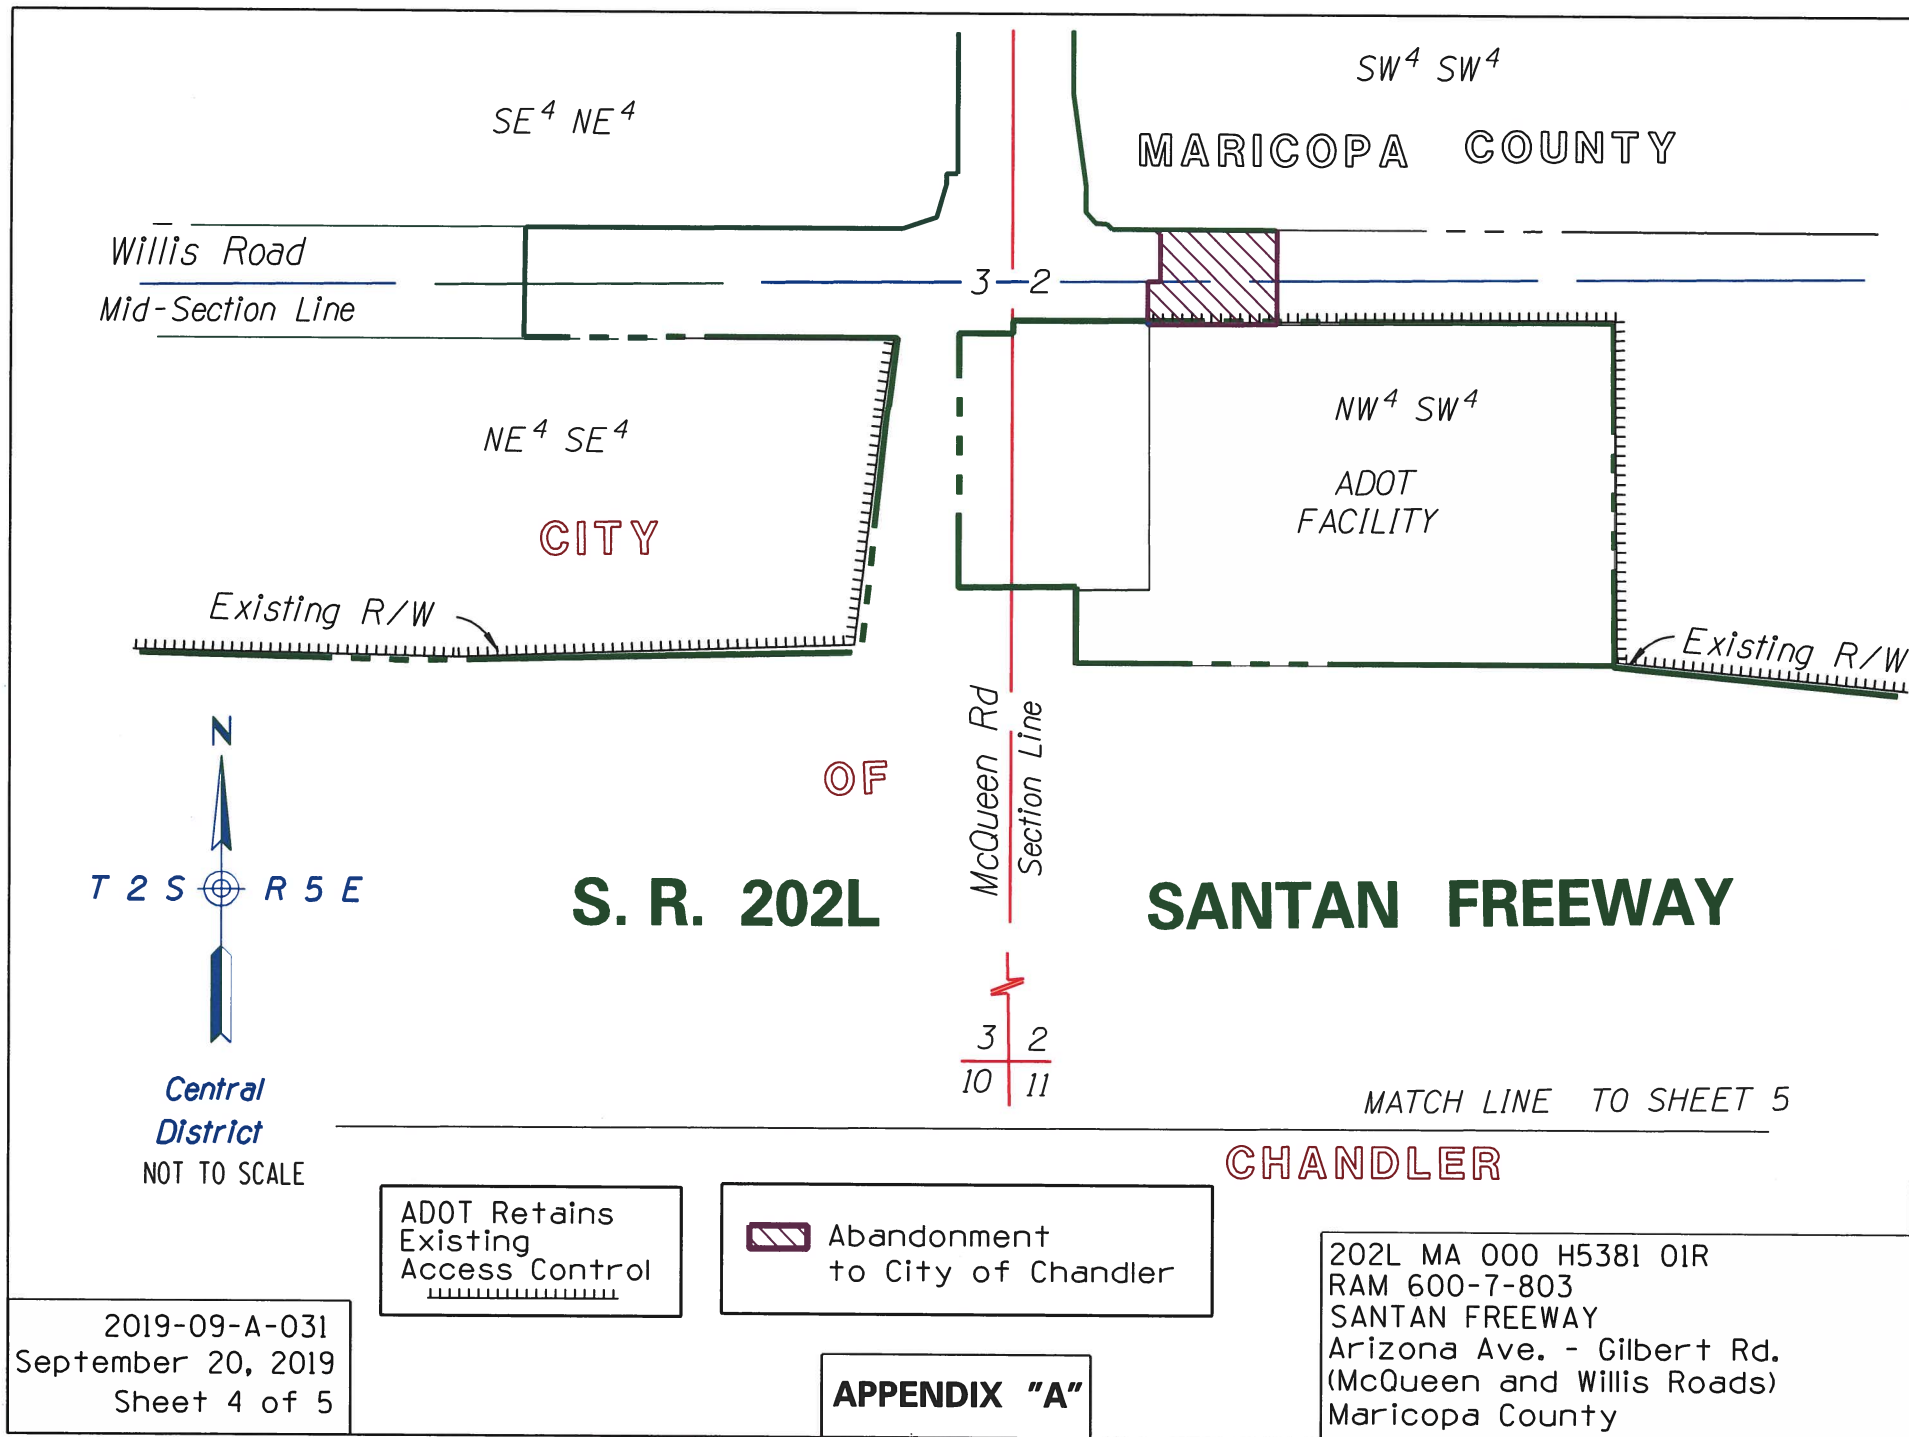 SW⁴ SW⁴
SE⁴ NE⁴
MARICOPA COUNTY
Willis Road
3 2
Mid-Section Line
NW⁴ SW⁴
NE⁴ SE⁴
ADOT
FACILITY
CITY
Existing R/W
Existing R/W
McQueen Rd
Section Line
N
OF
T 2 S R 5 E
S. R. 202L SANTAN FREEWAY
3 2
10 11
Central
District
NOT TO SCALE
MATCH LINE TO SHEET 5
CHANDLER
ADOT Retains
Existing
Access Control
Abandonment
to City of Chandler
2019-09-A-031
September 20, 2019
Sheet 4 of 5
APPENDIX "A"
202L MA 000 H5381 01R
RAM 600-7-803
SANTAN FREEWAY
Arizona Ave. - Gilbert Rd.
(McQueen and Willis Roads)
Maricopa County